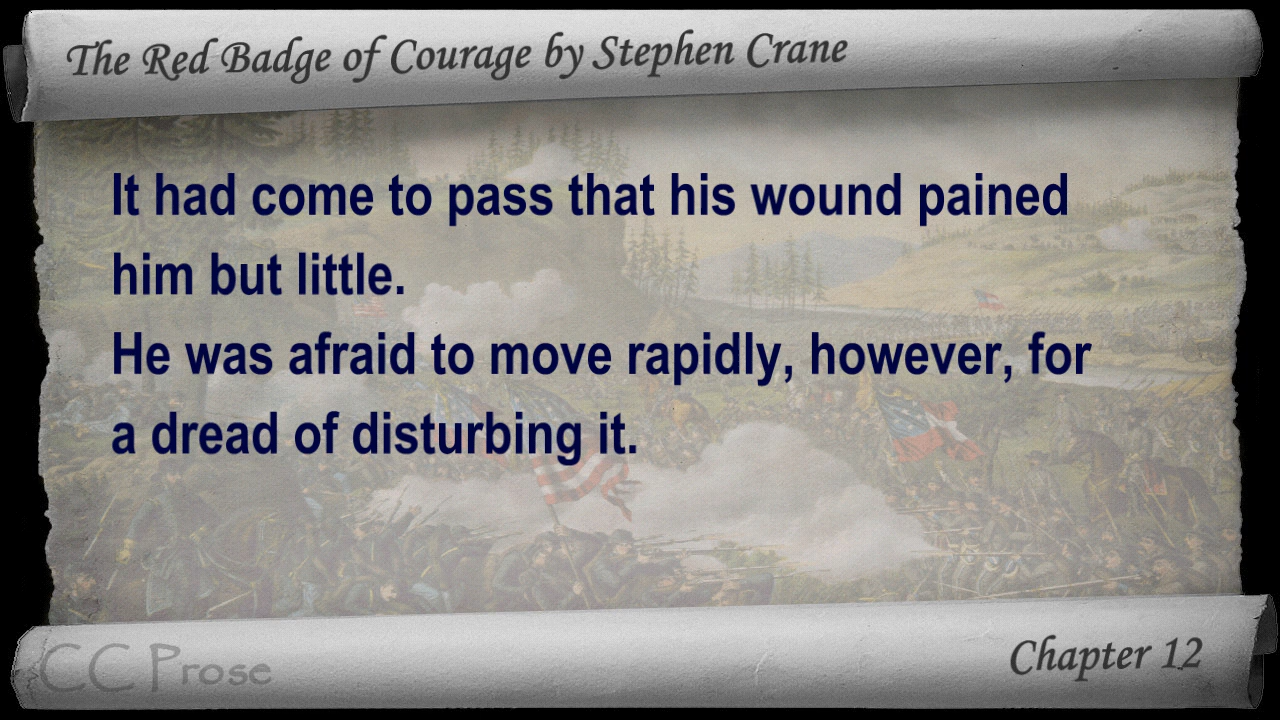 The Red Badge of Courage by Stephen Crane
It had come to pass that his wound pained
him but little.
He was afraid to move rapidly, however, for
a dread of disturbing it.
CC Prose
Chapter 12